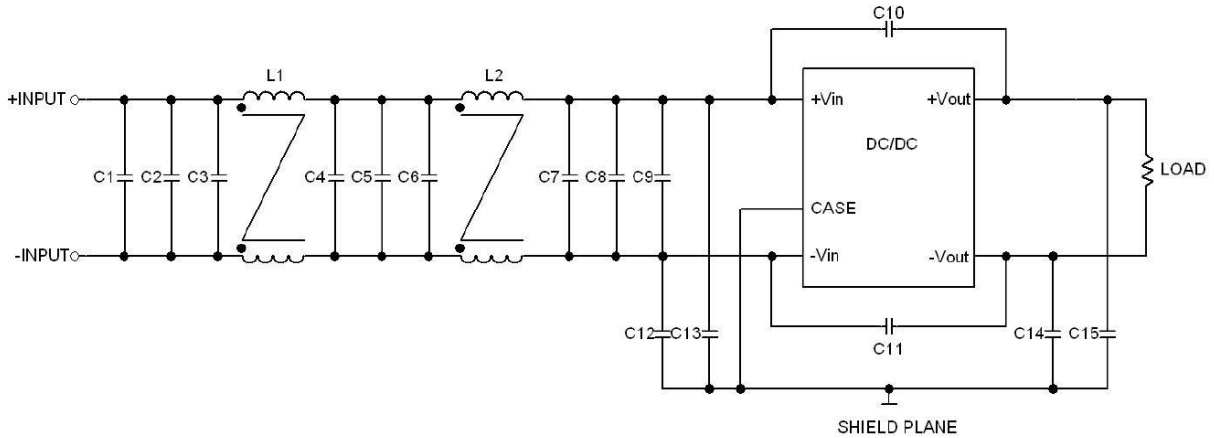 C10
L1
L2
+INPUT
+Vin
+Vout
DC/DC
C1
C2
C3
C4
C5
C6
C7
C8
C9
LOAD
CASE
-INPUT
-Vin
-Vout
C12
C13
C11
C14
C15
SHIELD PLANE